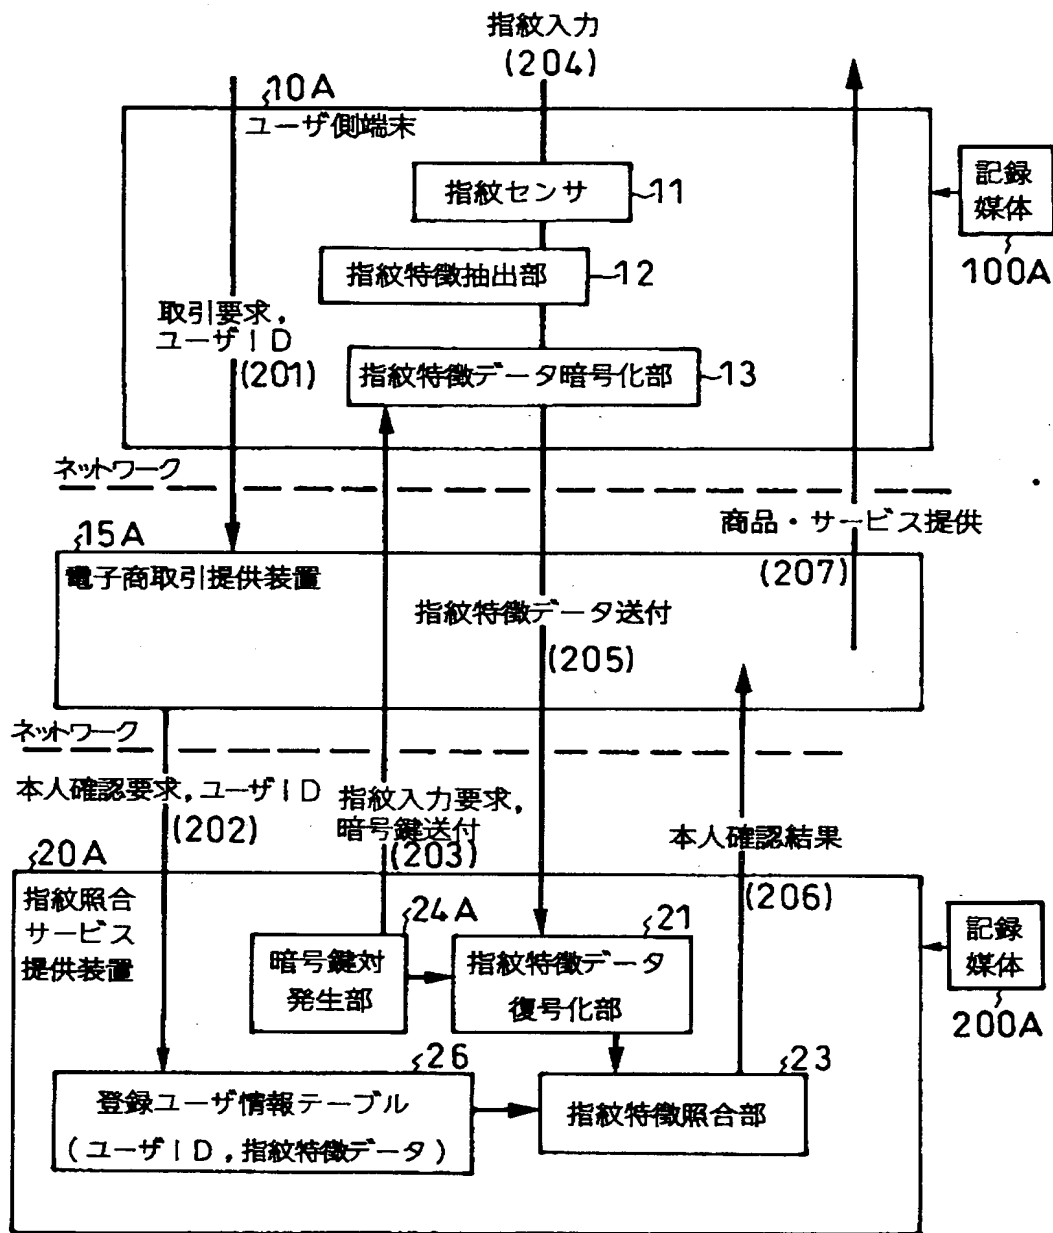 指紋入力
(204)
10A
ユーザ側端末
指紋センサ
11
記録
媒体
100A
指紋特徴抽出部
12
取引要求,
ユーザID
(201)
指紋特徴データ暗号化部
13
ネットワーク
商品・サービス提供
(207)
15A
電子商取引提供装置
指紋特徴データ送付
(205)
ネットワーク
本人確認要求,ユーザID
(202)
指紋入力要求,
暗号鍵送付
(203)
本人確認結果
(206)
20A
指紋照合
サービス
提供装置
24A
暗号鍵対
発生部
21
指紋特徴データ
復号化部
記録
媒体
200A
26
登録ユーザ情報テーブル
(ユーザID,指紋特徴データ)
23
指紋特徴照合部